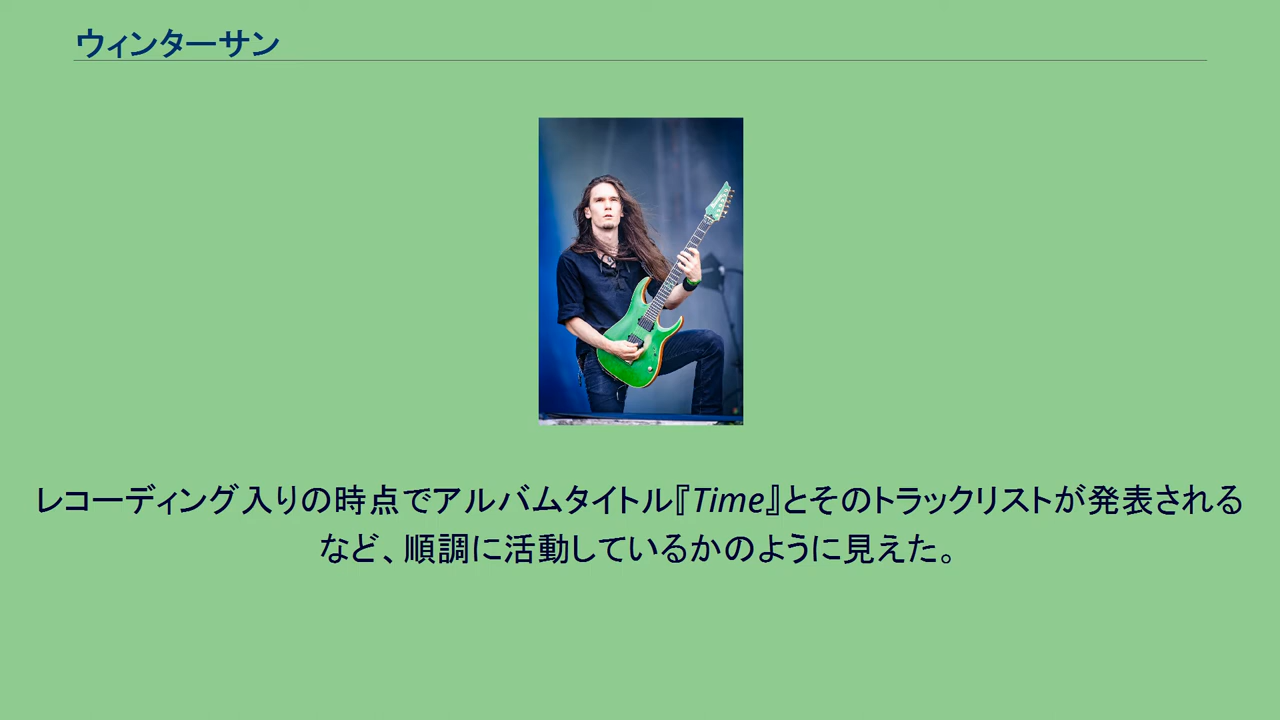 ウィンターサン
レコーディング入りの時点でアルバムタイトル『Time』とそのトラックリストが発表される
など、順調に活動しているかのように見えた。